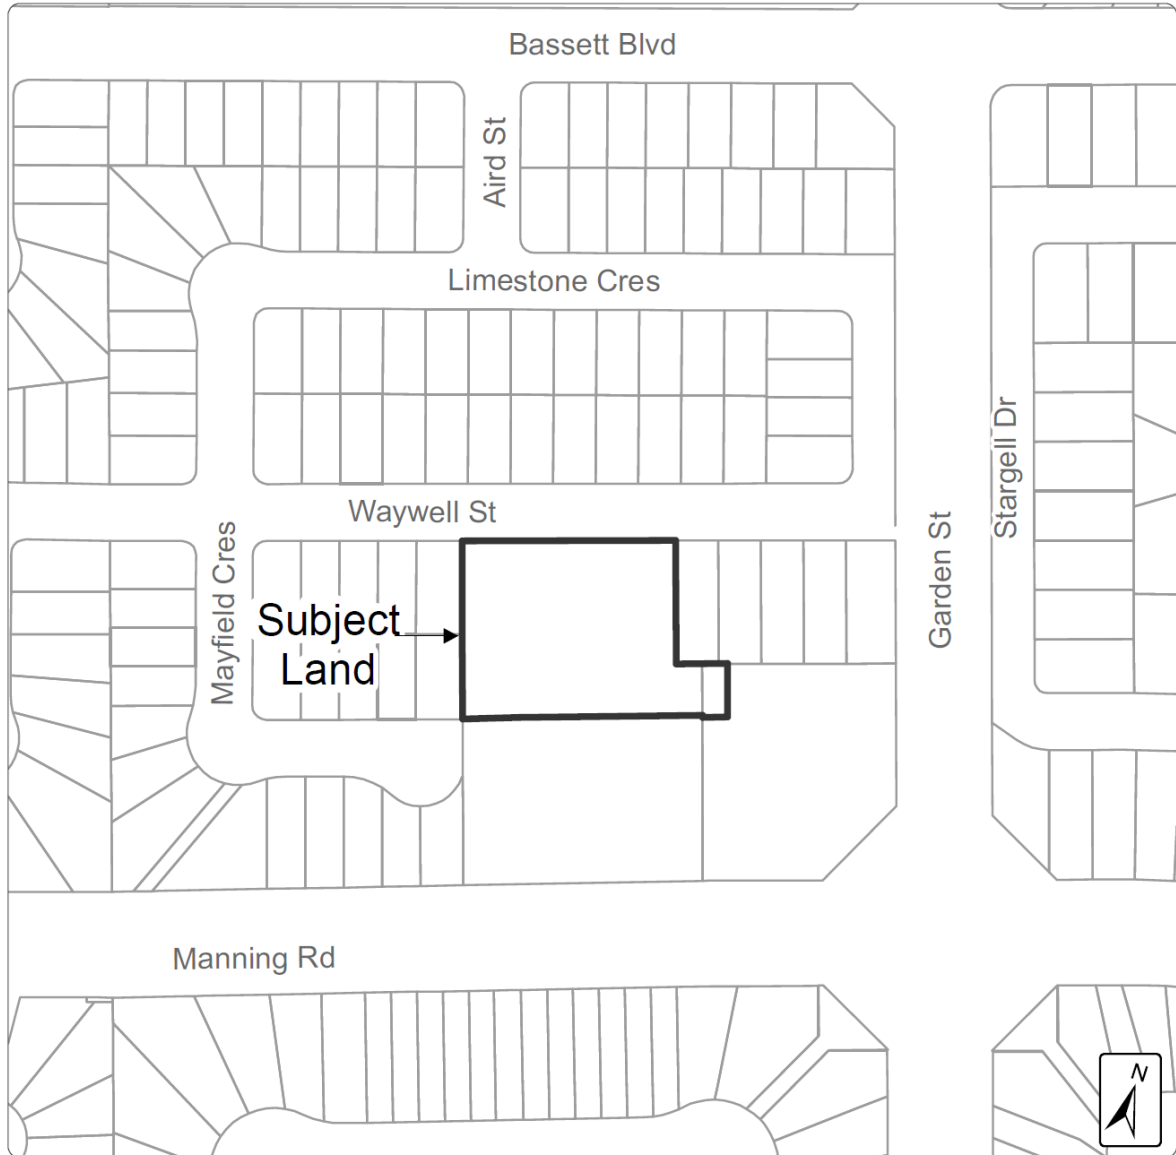 Bassett Blvd
Aird St
Limestone Cres
Stargell Dr
Waywell St
Garden St
Mayfield Cres
Subject
Land
Manning Rd
N